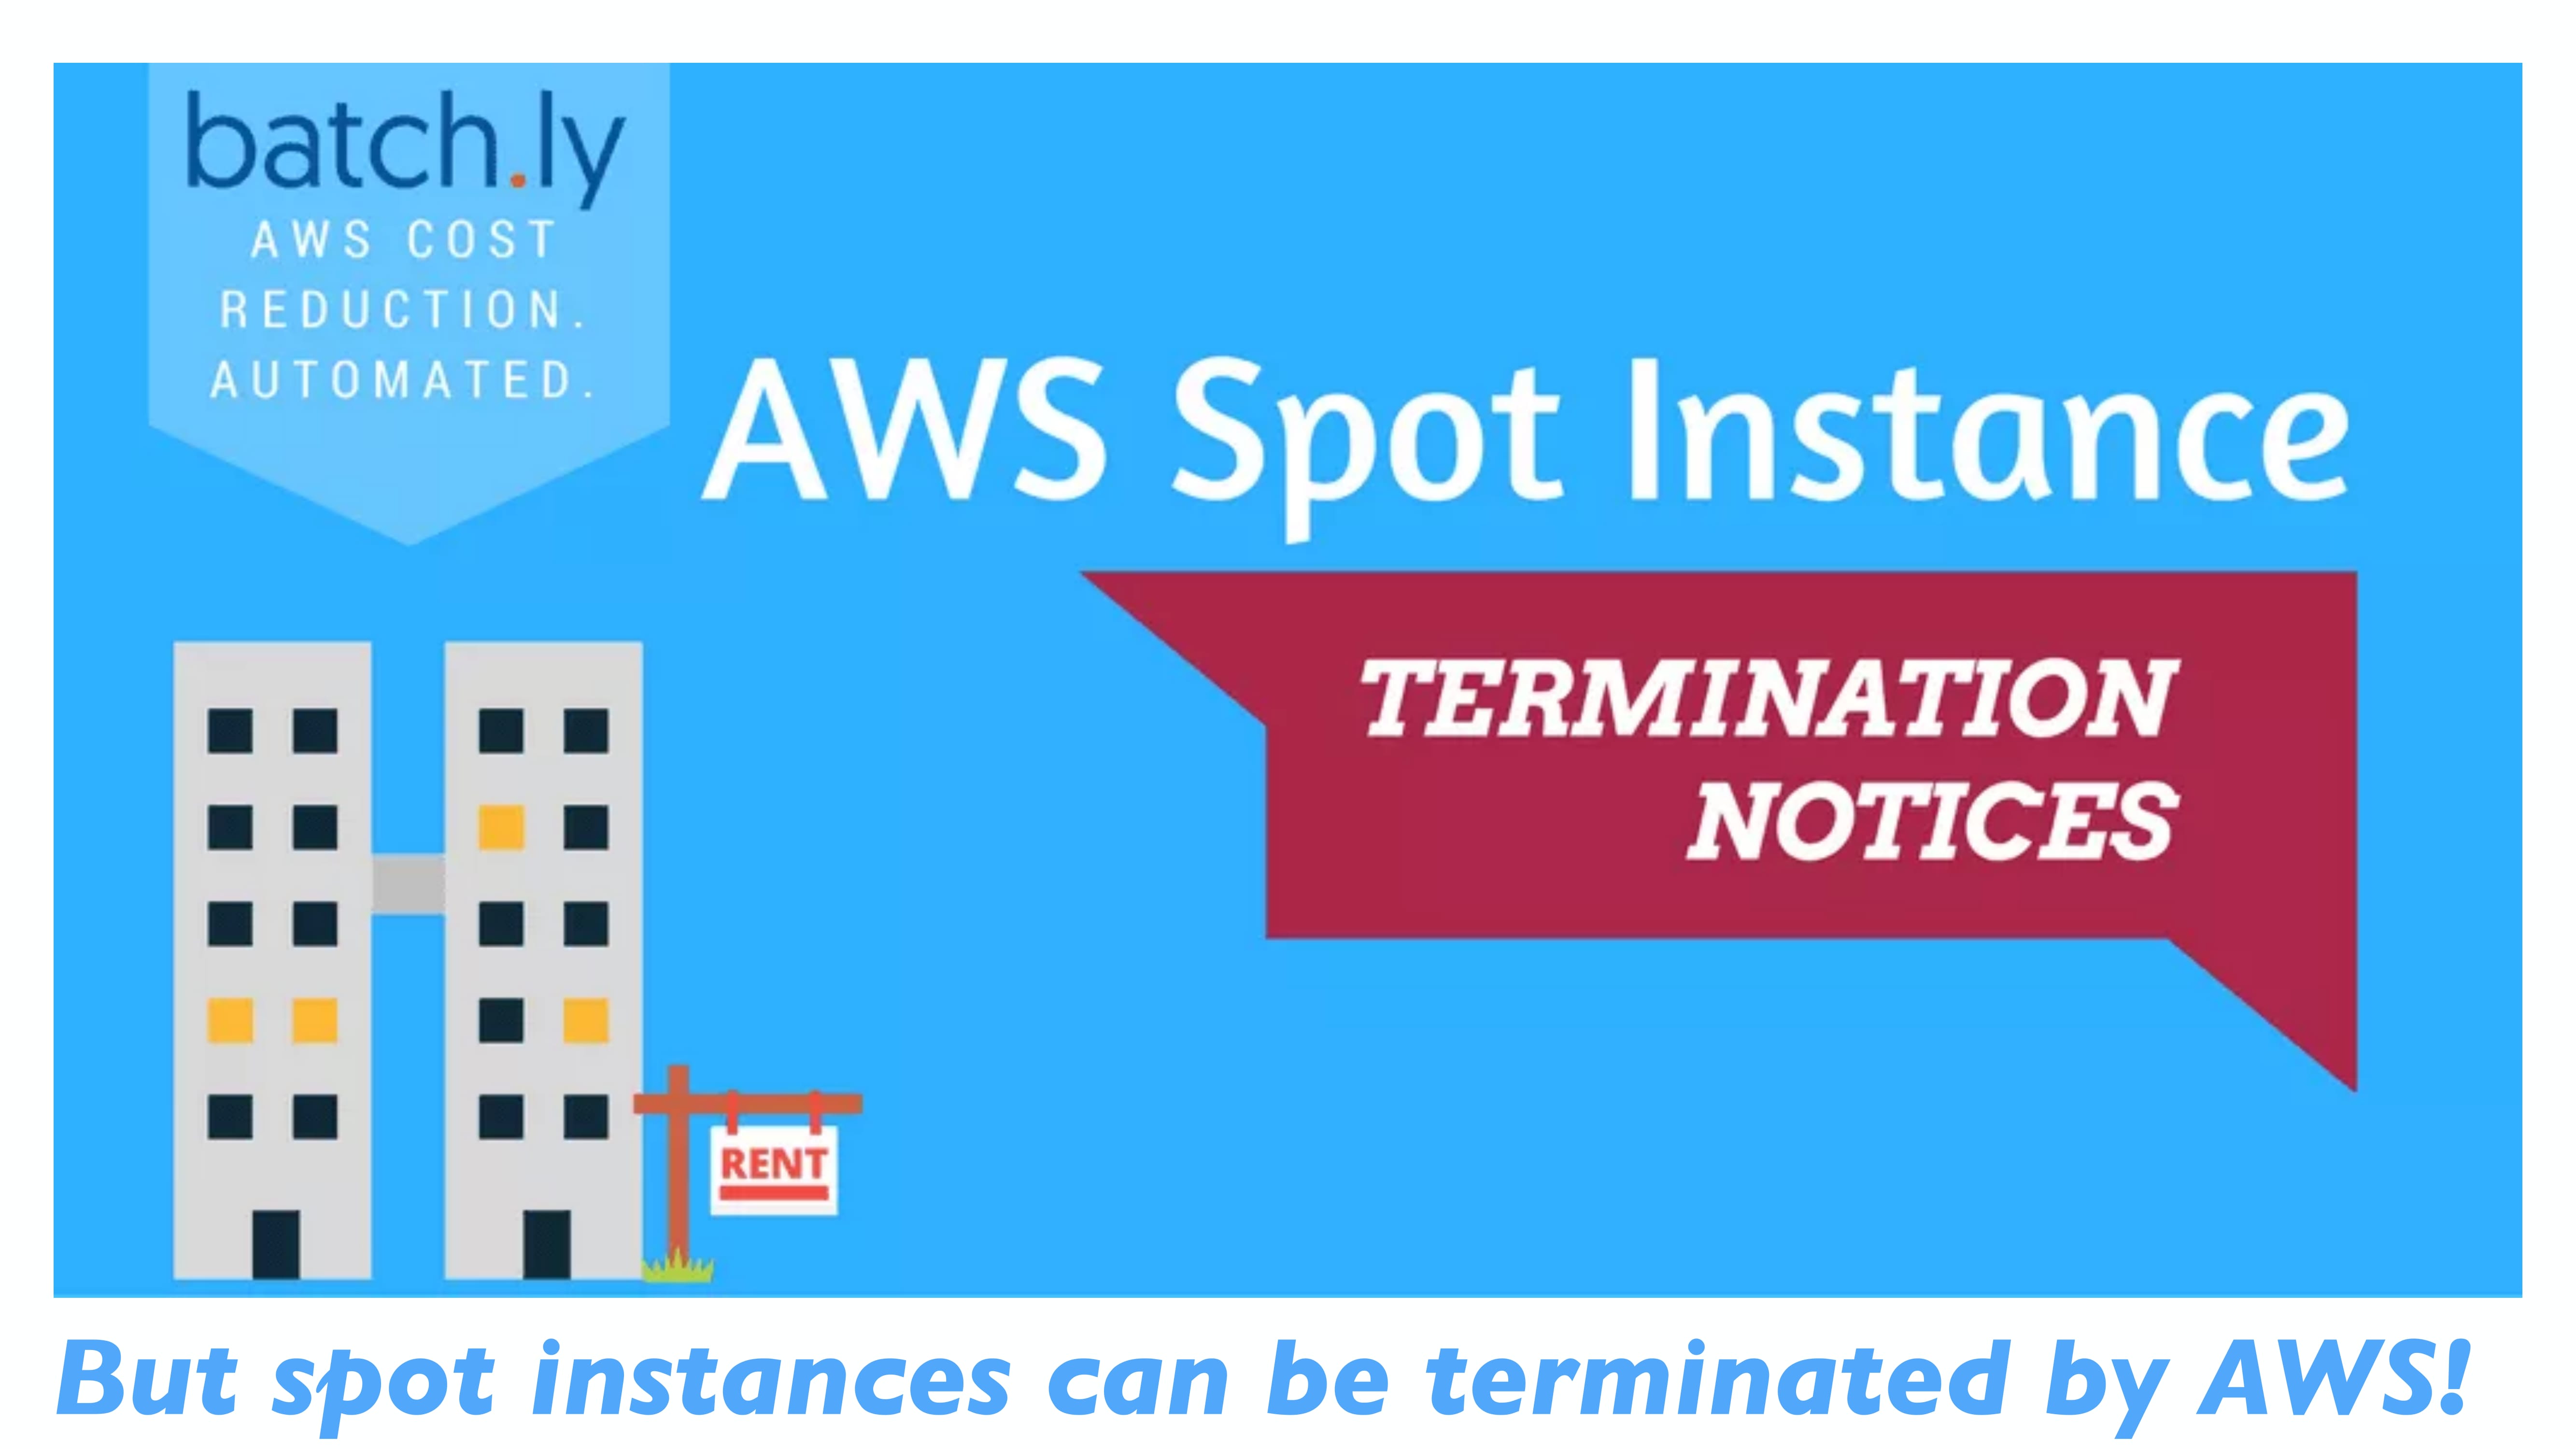 batch.ly
AWS COST
REDUCTION.
AUTOMATED.
AWS Spot Instance
TERMINATION
NOTICES
RENT
But spot instances can be terminated by AWS!